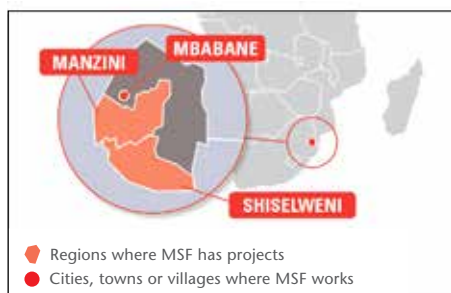 MBABANE
MANZINI
SHISELWENI
Regions where MSF has projects
Cities, towns or villages where MSF works